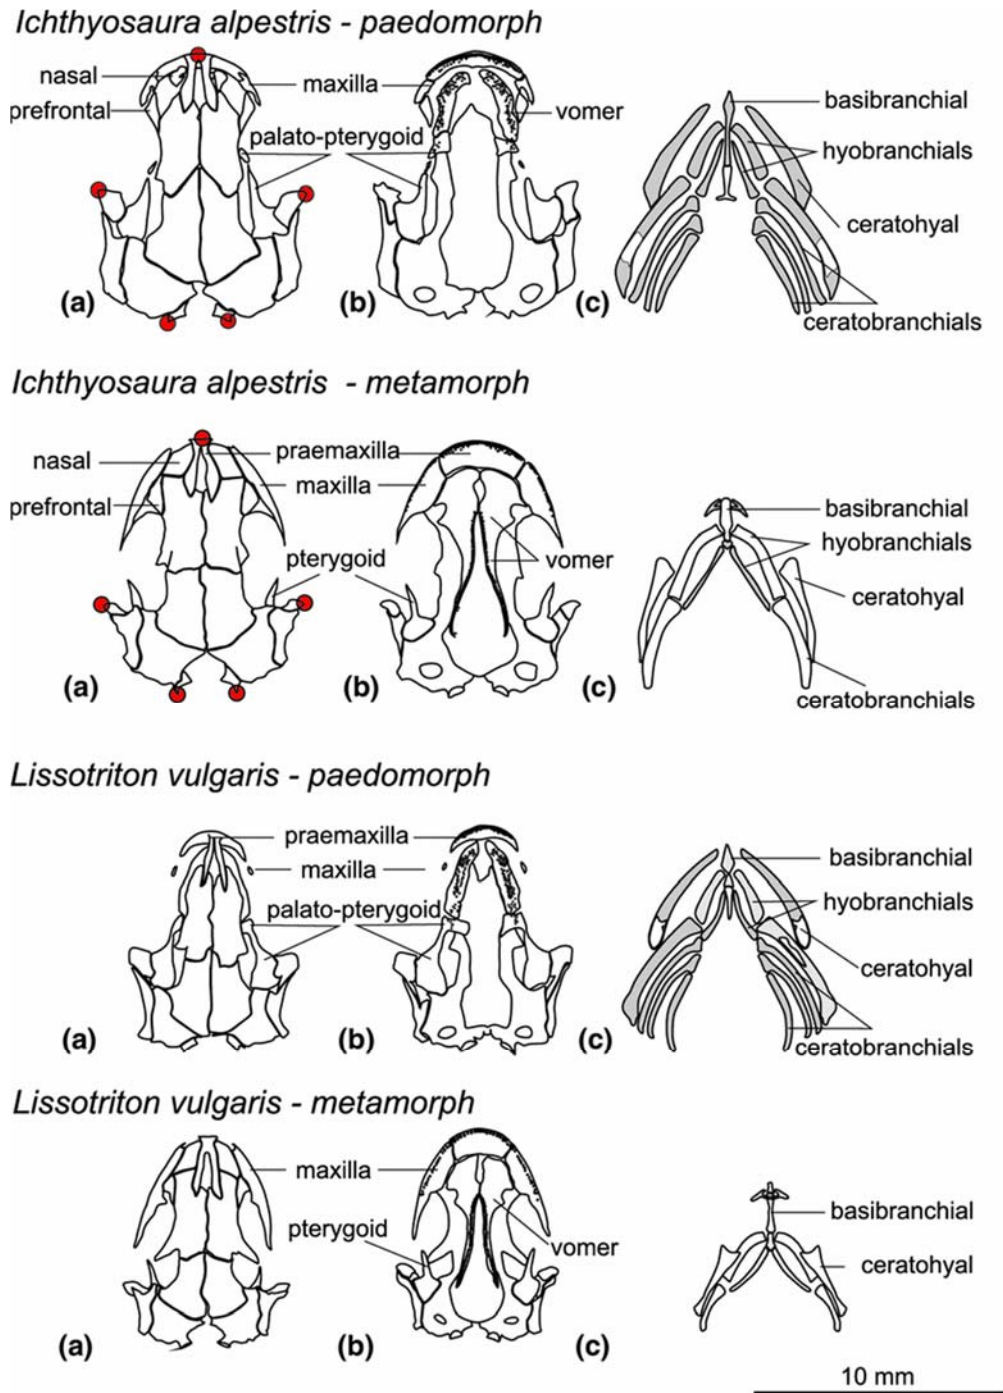 Ichthyosaura alpestris - paedomorph
nasal
prefrontal
maxilla
palato-pterygoid
vomer
basibranchial
hyobranchials
ceratohyal
ceratobranchials
(a)
(b)
(c)
Ichthyosaura alpestris - metamorph
nasal
prefrontal
praemaxilla
maxilla
pterygoid
vomer
basibranchial
hyobranchials
ceratohyal
ceratobranchials
(a)
(b)
(c)
Lissotriton vulgaris - paedomorph
praemaxilla
maxilla
palato-pterygoid
basibranchial
hyobranchials
ceratohyal
ceratobranchials
(a)
(b)
(c)
Lissotriton vulgaris - metamorph
maxilla
pterygoid
vomer
basibranchial
ceratohyal
(a)
(b)
(c)
10 mm